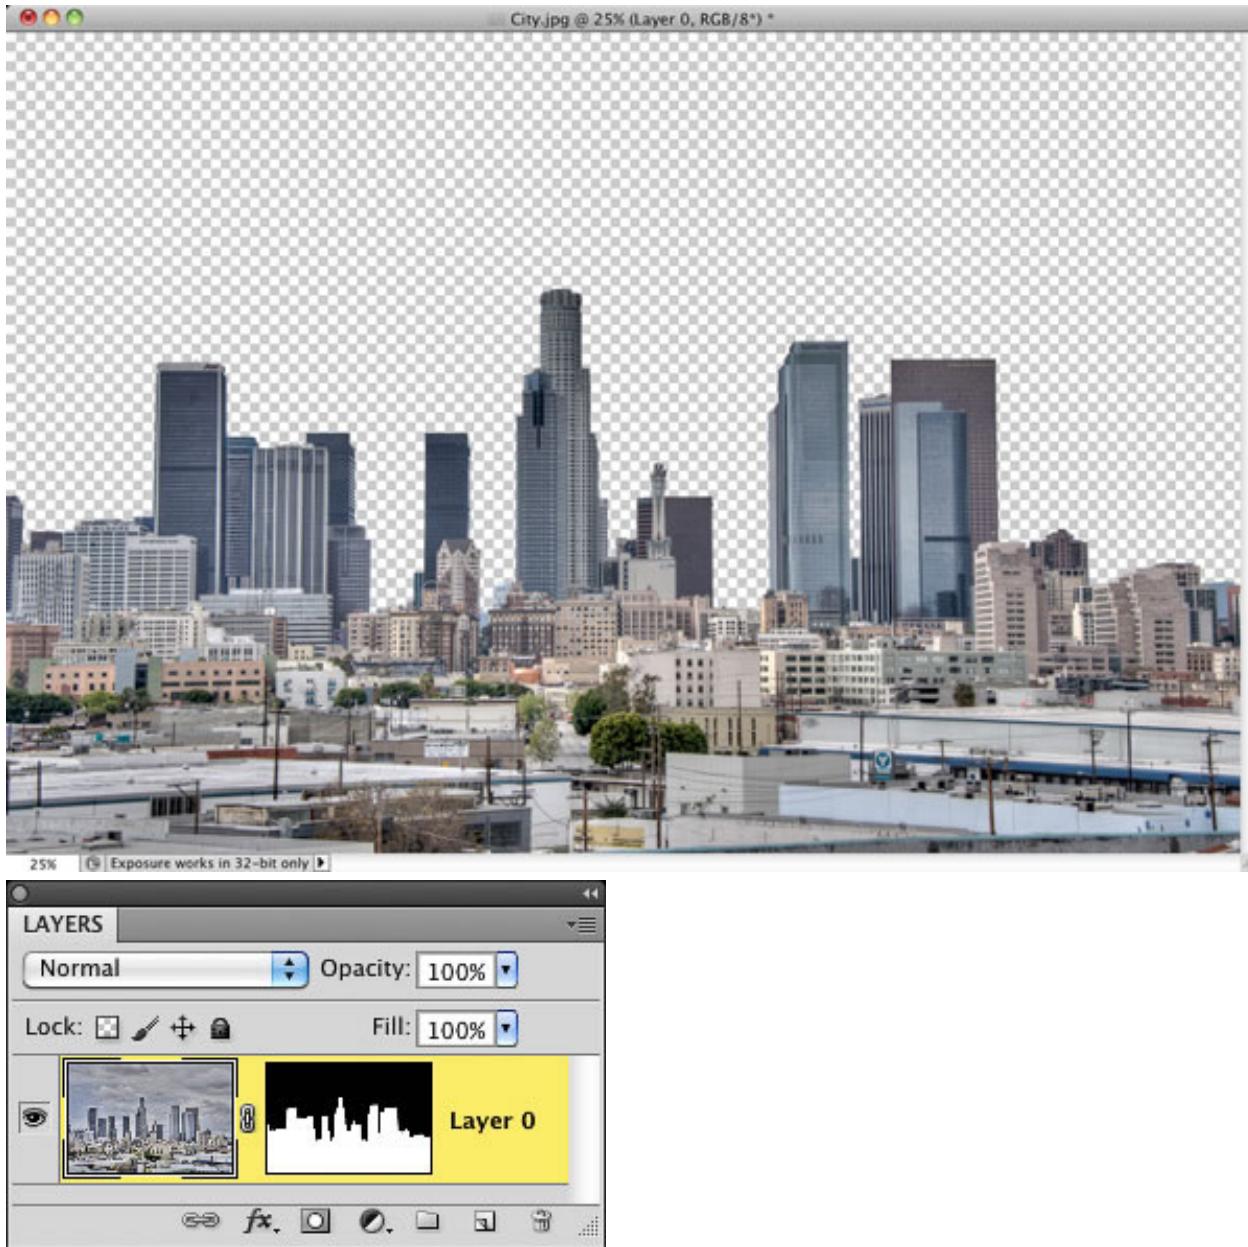 City.jpg @ 25% (Layer 0, RGB/8*) *
25% Exposure works in 32-bit only
LAYERS
Normal Opacity: 100%
Lock: Fill: 100%
Layer 0
fx.